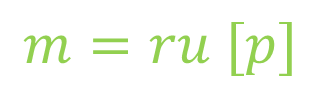 m = ru [p]